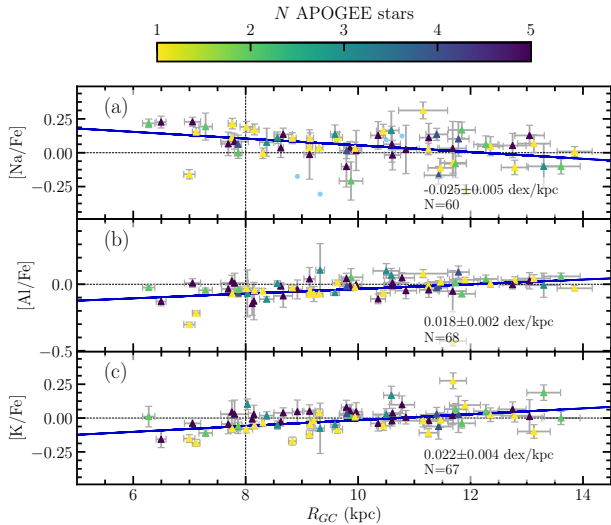 N APOGEE stars
1 2 3 4 5
(a)
[Na/Fe]
0.25
0.00
−0.25
-0.025±0.005 dex/kpc
N=60
(b)
[Al/Fe]
0.0
−0.5
0.018±0.002 dex/kpc
N=68
(c)
[K/Fe]
0.25
0.00
−0.25
0.022±0.004 dex/kpc
N=67
6 8 10 12 14
R_GC (kpc)